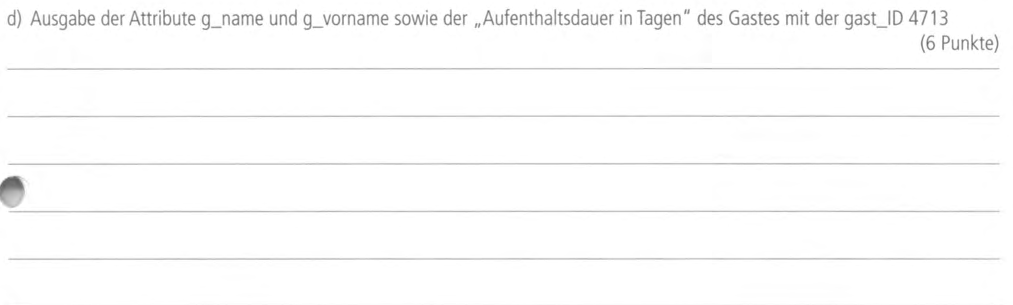 d) Ausgabe der Attribute g_name und g_vorname sowie der „Aufenthaltsdauer in Tagen" des Gastes mit der gast_ID 4713
(6 Punkte)